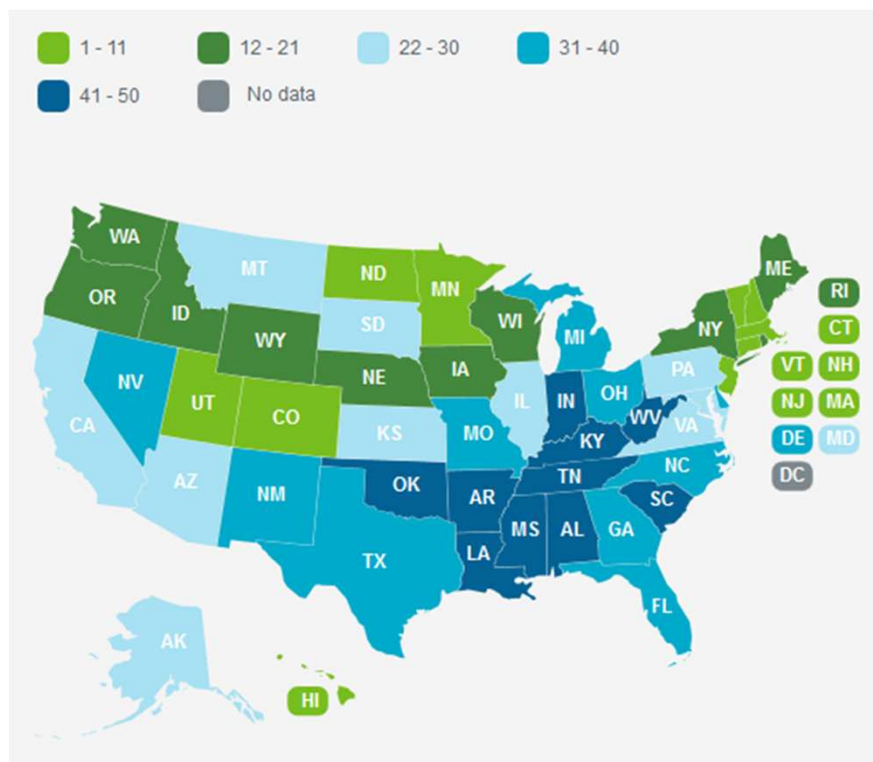 1 - 11
12 - 21
22 - 30
31 - 40
41 - 50
No data
WA
MT
ND
MN
ME
OR
ID
SD
WI
MI
NY
RI
WY
CT
NE
IA
PA
VT
NH
NV
UT
CO
IL
IN
OH
NJ
MA
CA
KS
MO
WV
VA
KY
DE
MD
AZ
NM
OK
AR
TN
NC
DC
SC
TX
LA
MS
AL
GA
FL
AK
HI